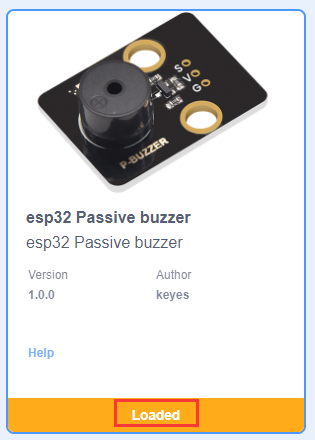 S
V
G
P-BUZZER
esp32 Passive buzzer
esp32 Passive buzzer
Version Author
1.0.0 keyes
Help
Loaded